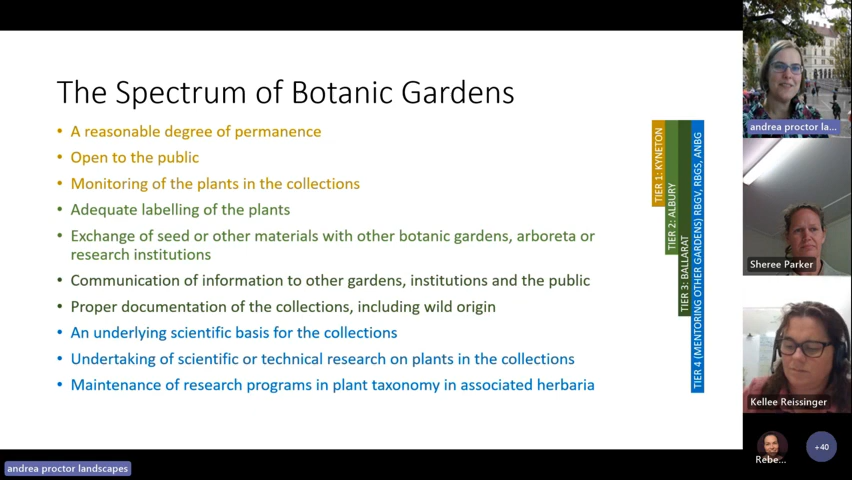 The Spectrum of Botanic Gardens
• A reasonable degree of permanence
• Open to the public
• Monitoring of the plants in the collections
• Adequate labelling of the plants
• Exchange of seed or other materials with other botanic gardens, arboreta or
research institutions
• Communication of information to other gardens, institutions and the public
• Proper documentation of the collections, including wild origin
• An underlying scientific basis for the collections
• Undertaking of scientific or technical research on plants in the collections
• Maintenance of research programs in plant taxonomy in associated herbaria
TIER 1: KYNETON
TIER 2: ALBURY
TIER 3: BALLARAT
TIER 4 (MENTORING OTHER GARDENS) RBGV, RBGS, ANBG
andrea proctor la...
Sheree Parker
Kellee Reissinger
Rebe...
+40
andrea proctor landscapes